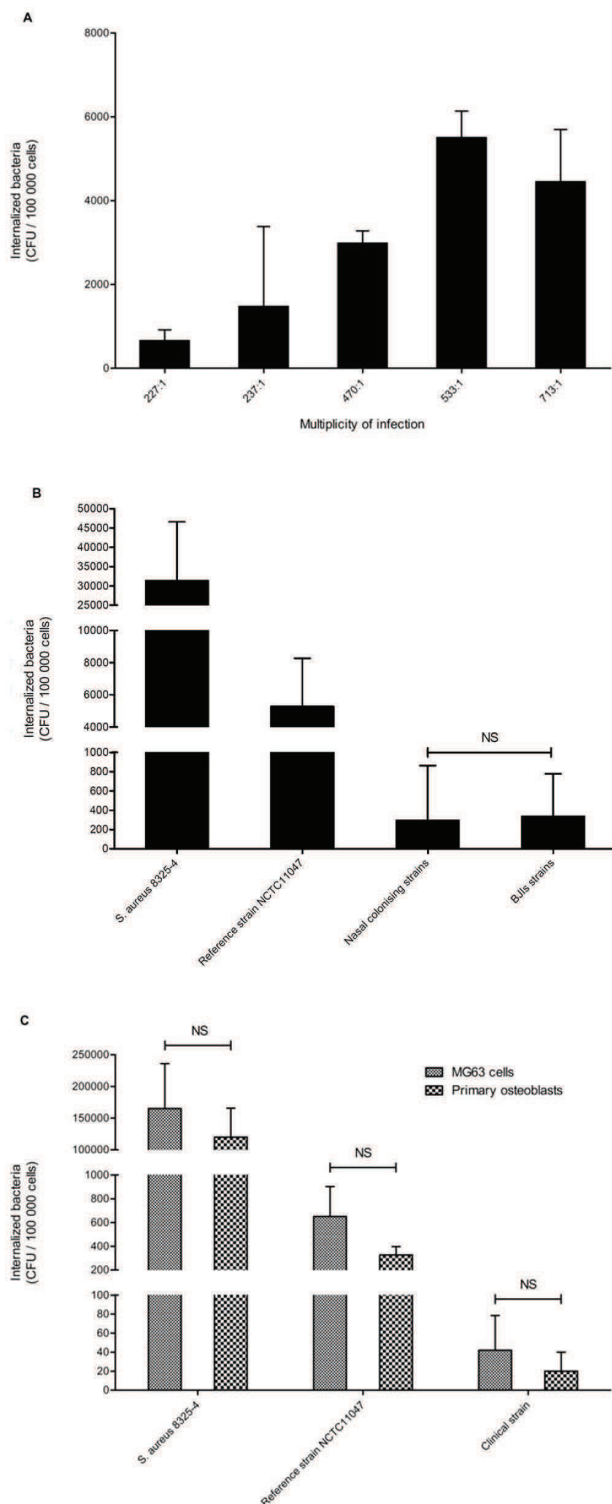 A
Internalized bacteria
(CFU / 100 000 cells)
8000
6000
4000
2000
0
227:1
237:1
470:1
533:1
713:1
Multiplicity of infection
B
Internalized bacteria
(CFU / 100 000 cells)
50000
45000
40000
35000
30000
25000
10000
8000
6000
4000
1000
800
600
400
200
0
NS
S. aureus 8325-4
Reference strain NCTC11047
Nasal colonising strains
BJIs strains
C
Internalized bacteria
(CFU / 100 000 cells)
250000
200000
150000
100000
1000
800
600
400
200
100
80
60
40
20
0
NS
NS
NS
MG63 cells
Primary osteoblasts
S. aureus 8325-4
Reference strain NCTC11047
Clinical strain